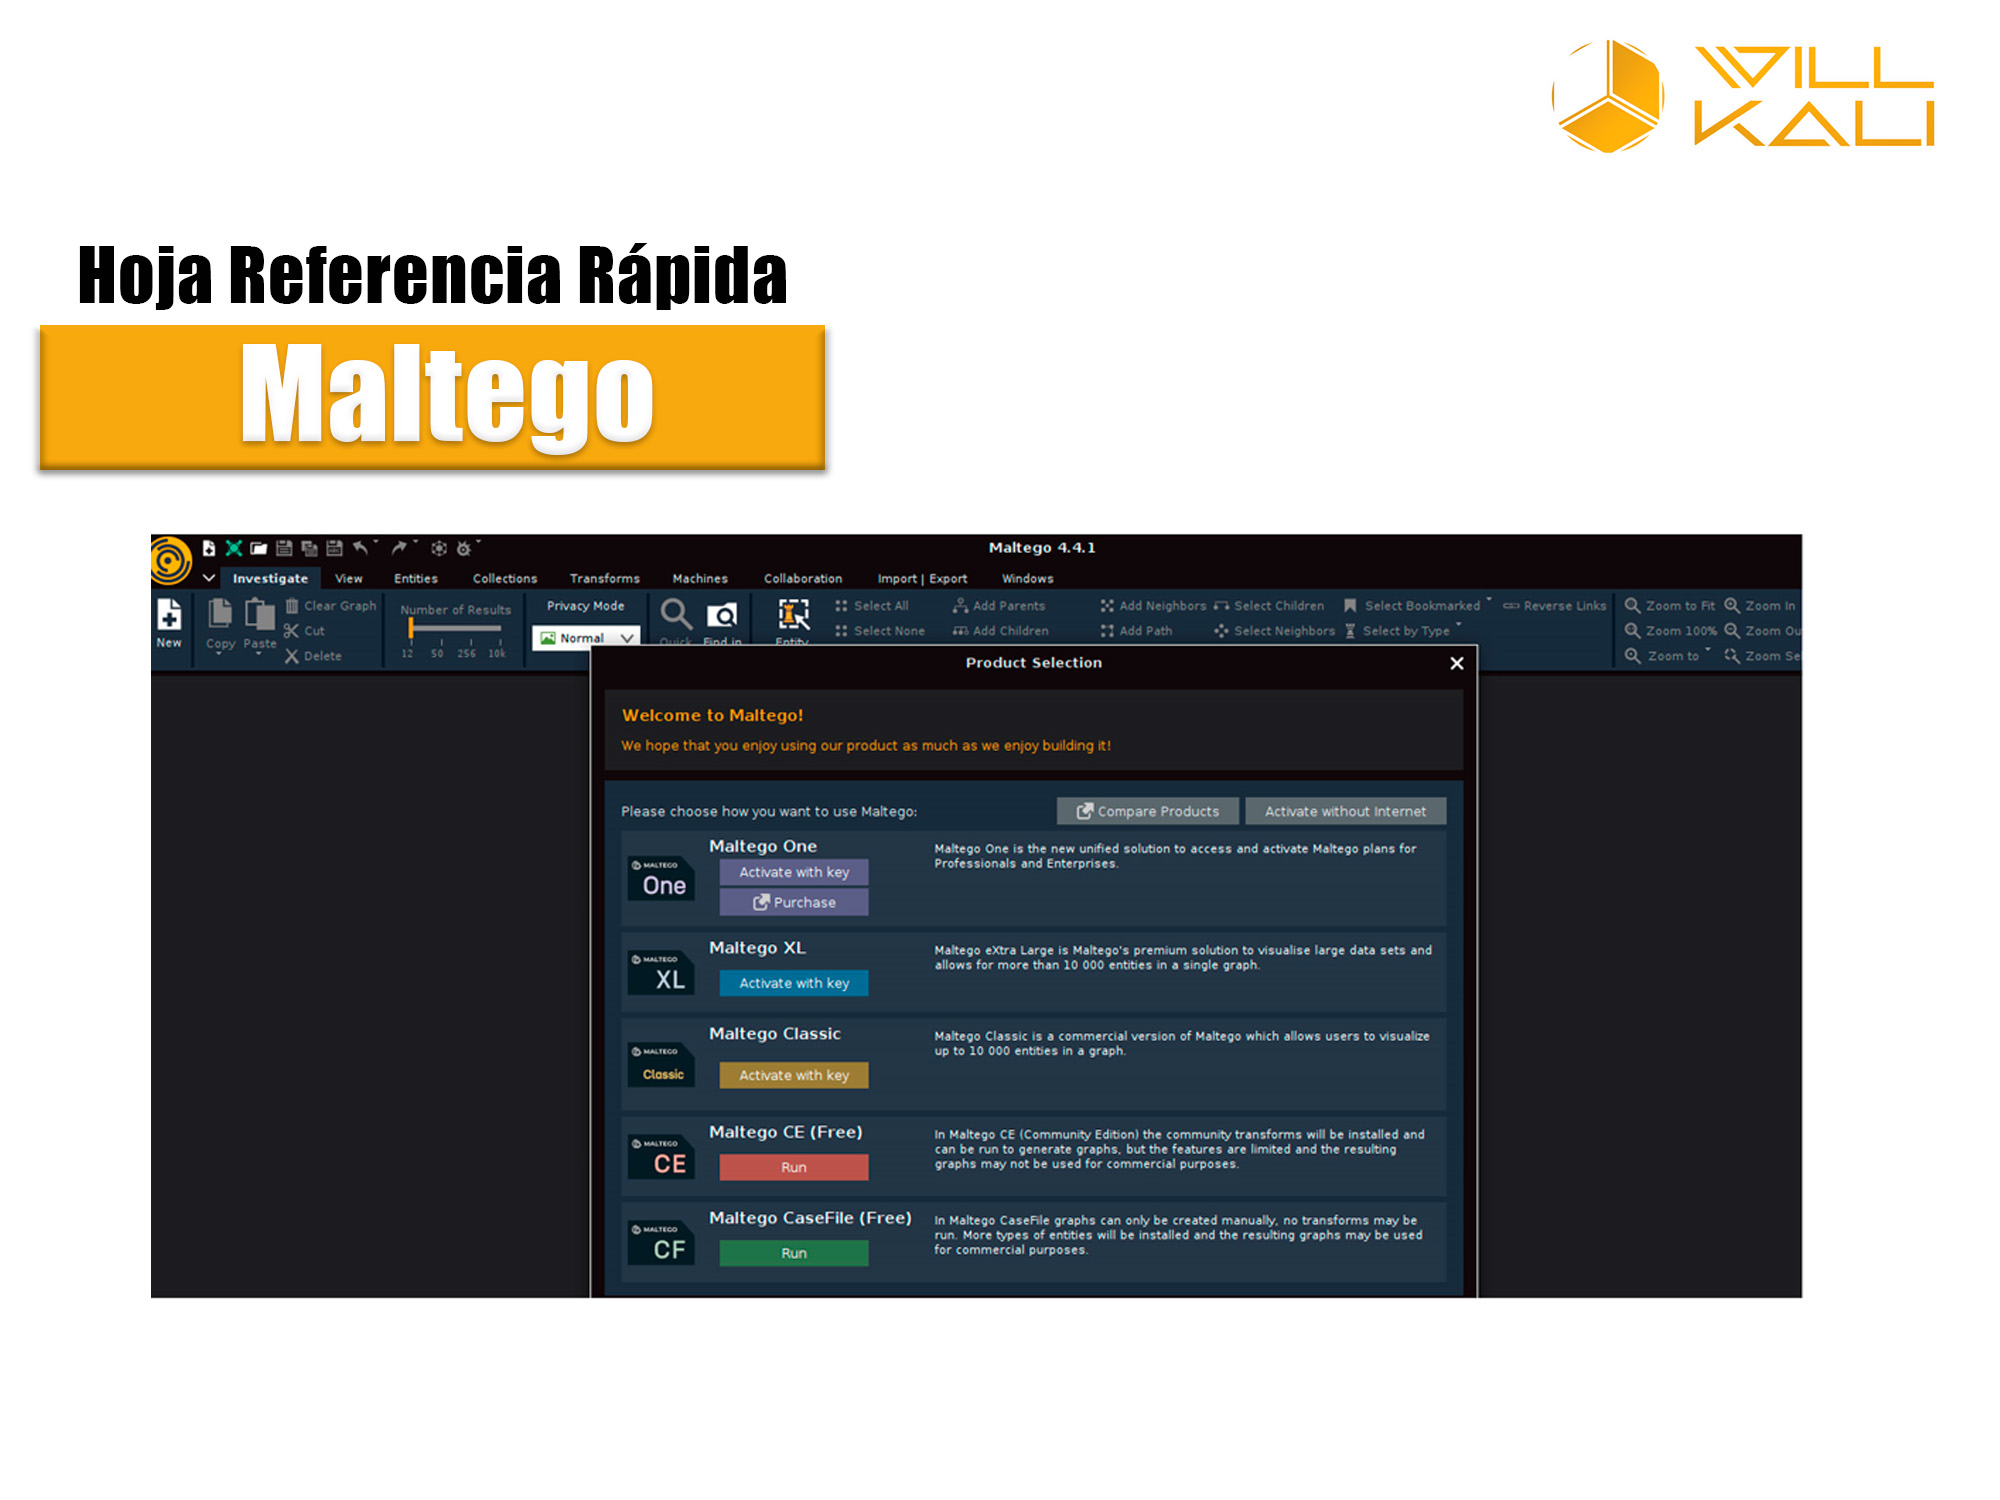 WILL
KALI
Hoja Referencia Rápida
Maltego
Maltego 4.4.1
Investigate View Entities Collections Transforms Machines Collaboration Import | Export Windows
New
Copy Paste
Clear Graph
Cut
Delete
Number of Results
12 50 256 10k
Privacy Mode
Normal
Quick Find in Entity
Select All Add Parents Add Neighbors Select Children Select Bookmarked Reverse Links Zoom to Fit Zoom In
Select None Add Children Add Path Select Neighbors Select by Type Zoom 100% Zoom Ou
Zoom to Zoom Se
Product Selection
Welcome to Maltego!
We hope that you enjoy using our product as much as we enjoy building it!
Please choose how you want to use Maltego:
Compare Products Activate without Internet
MALTEGO
One
Maltego One
Activate with key
Purchase
Maltego One is the new unified solution to access and activate Maltego plans for
Professionals and Enterprises.
MALTEGO
XL
Maltego XL
Activate with key
Maltego eXtra Large is Maltego's premium solution to visualise large data sets and
allows for more than 10 000 entities in a single graph.
MALTEGO
Classic
Maltego Classic
Activate with key
Maltego Classic is a commercial version of Maltego which allows users to visualize
up to 10 000 entities in a graph.
MALTEGO
CE
Maltego CE (Free)
Run
In Maltego CE (Community Edition) the community transforms will be installed and
can be run to generate graphs, but the features are limited and the resulting
graphs may not be used for commercial purposes.
MALTEGO
CF
Maltego CaseFile (Free)
Run
In Maltego CaseFile graphs can only be created manually, no transforms may be
run. More types of entities will be installed and the resulting graphs may be used
for commercial purposes.